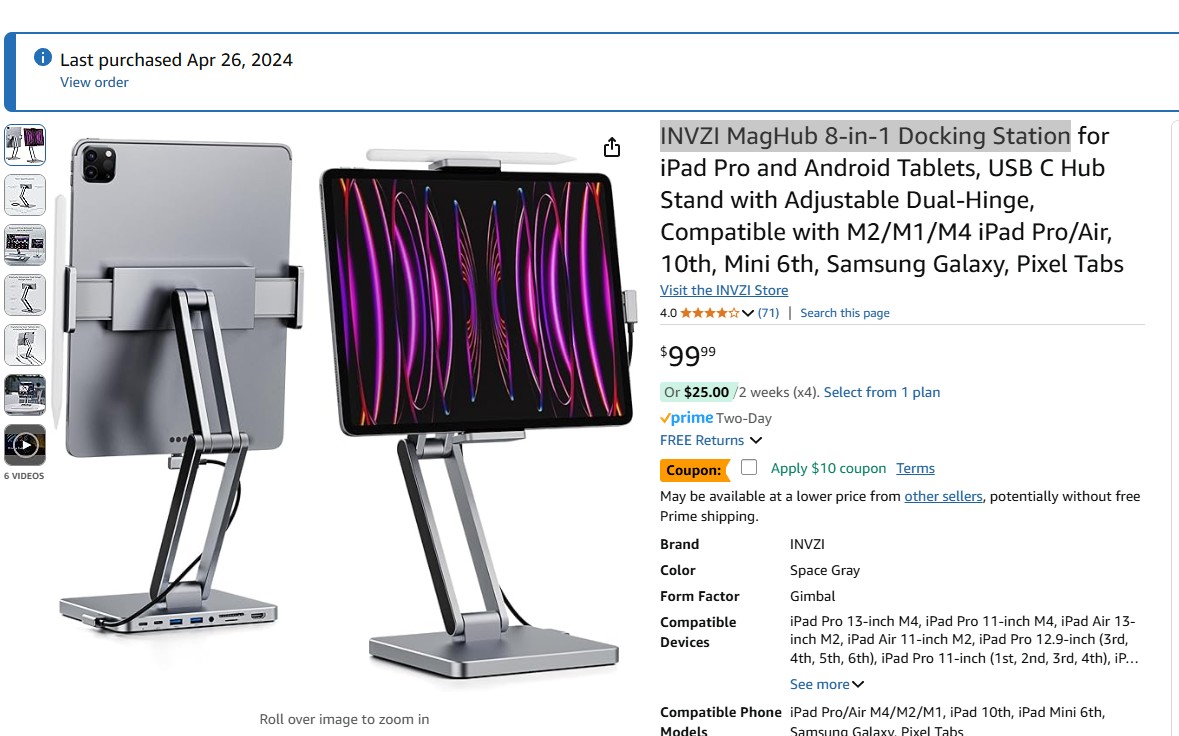 Last purchased Apr 26, 2024
View order
INVZI MagHub 8-in-1 Docking Station for
iPad Pro and Android Tablets, USB C Hub
Stand with Adjustable Dual-Hinge,
Compatible with M2/M1/M4 iPad Pro/Air,
10th, Mini 6th, Samsung Galaxy, Pixel Tabs
Visit the INVZI Store
4.0 (71) | Search this page
$99 99
Or $25.00 /2 weeks (x4). Select from 1 plan
prime Two-Day
FREE Returns
Coupon: Apply $10 coupon Terms
May be available at a lower price from other sellers, potentially without free
Prime shipping.
Brand INVZI
Color Space Gray
Form Factor Gimbal
Compatible Devices iPad Pro 13-inch M4, iPad Pro 11-inch M4, iPad Air 13-
inch M2, iPad Air 11-inch M2, iPad Pro 12.9-inch (3rd,
4th, 5th, 6th), iPad Pro 11-inch (1st, 2nd, 3rd, 4th), iP…
See more
Compatible Phone Models iPad Pro/Air M4/M2/M1, iPad 10th, iPad Mini 6th,
Samsung Galaxy, Pixel Tabs
6 VIDEOS
Roll over image to zoom in